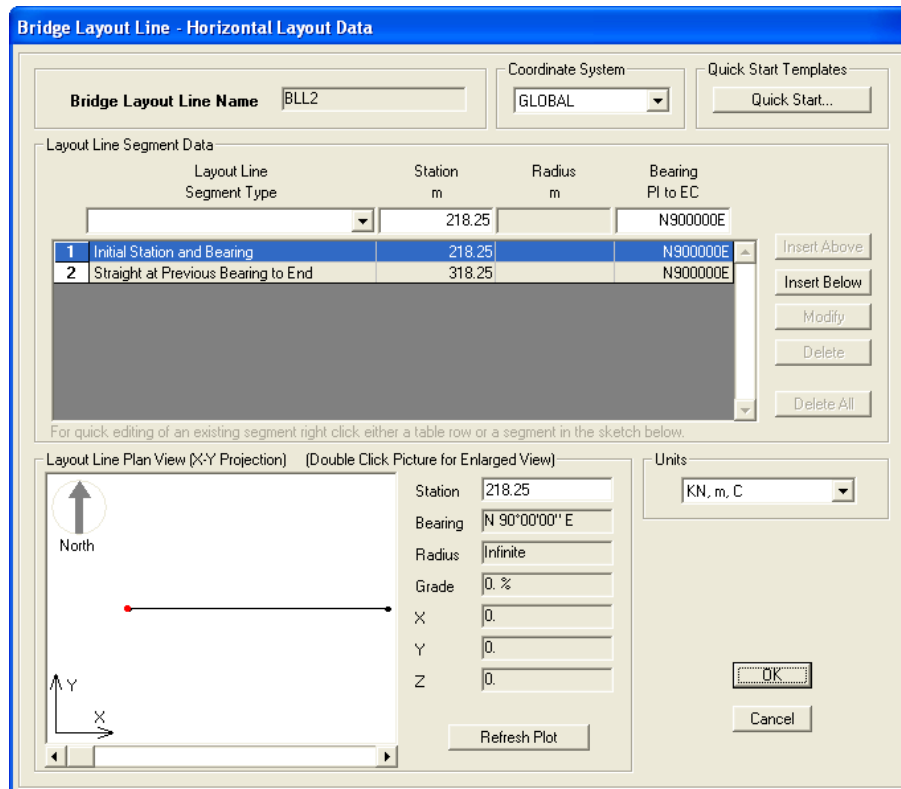 Bridge Layout Line - Horizontal Layout Data
Bridge Layout Line Name BLL2
Coordinate System
GLOBAL
Quick Start Templates
Quick Start...
Layout Line Segment Data
Layout Line Station Radius Bearing
Segment Type m m PI to EC
218.25 N900000E
1 Initial Station and Bearing 218.25 N900000E
2 Straight at Previous Bearing to End 318.25 N900000E
Insert Above
Insert Below
Modify
Delete
Delete All
For quick editing of an existing segment right click either a table row or a segment in the sketch below.
Layout Line Plan View (X-Y Projection) (Double Click Picture for Enlarged View)
North
Y
X
Station 218.25
Bearing N 90°00'00" E
Radius Infinite
Grade 0. %
X 0.
Y 0.
Z 0.
Refresh Plot
Units
KN, m, C
OK
Cancel